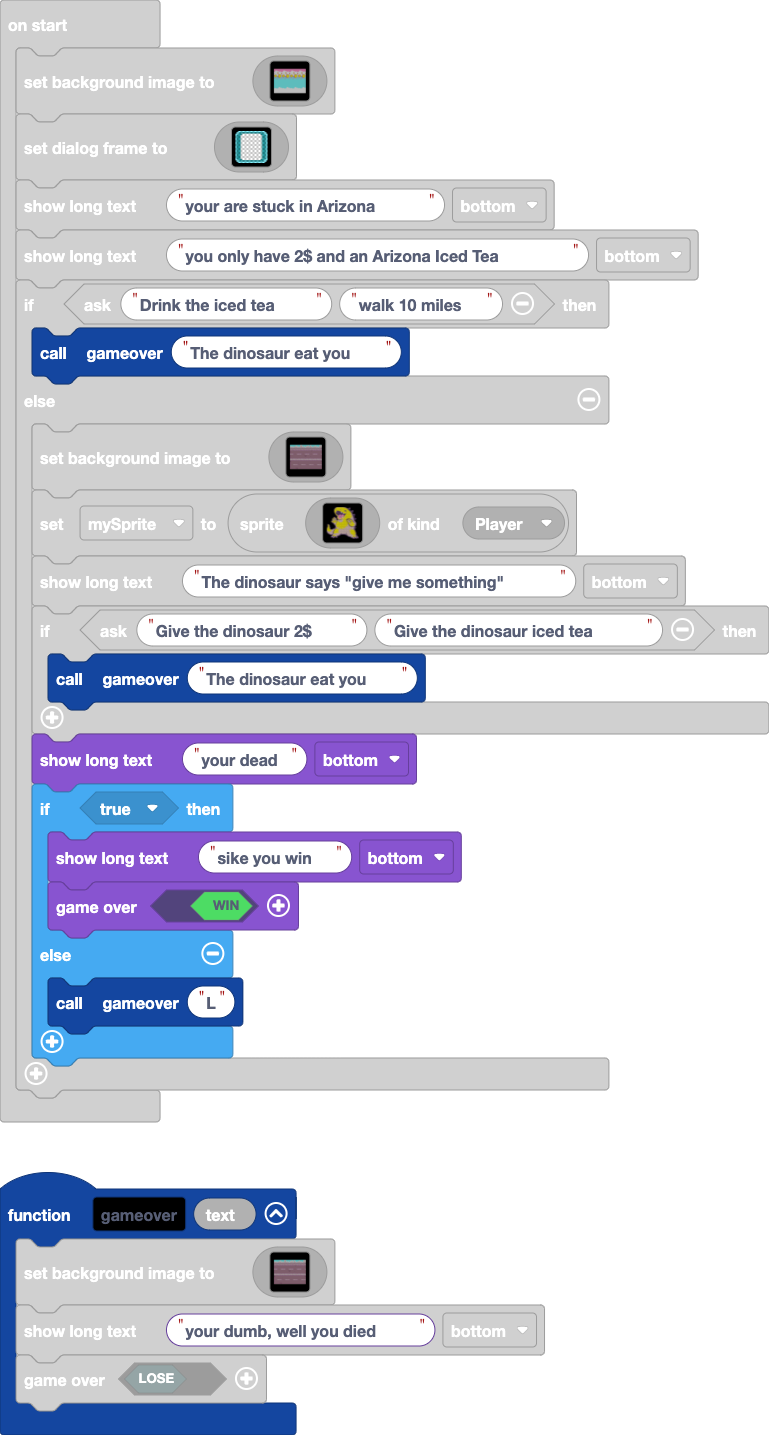 on start
set background image to
set dialog frame to
show long text "your are stuck in Arizona" bottom
show long text "you only have 2$ and an Arizona Iced Tea" bottom
if ask "Drink the iced tea" "walk 10 miles" then
call gameover "The dinosaur eat you"
else
set background image to
set mySprite to sprite of kind Player
show long text "The dinosaur says "give me something"" bottom
if ask "Give the dinosaur 2$" "Give the dinosaur iced tea" then
call gameover "The dinosaur eat you"
show long text "your dead" bottom
if true then
show long text "sike you win" bottom
game over WIN
else
call gameover "L"
function gameover text
set background image to
show long text "your dumb, well you died" bottom
game over LOSE